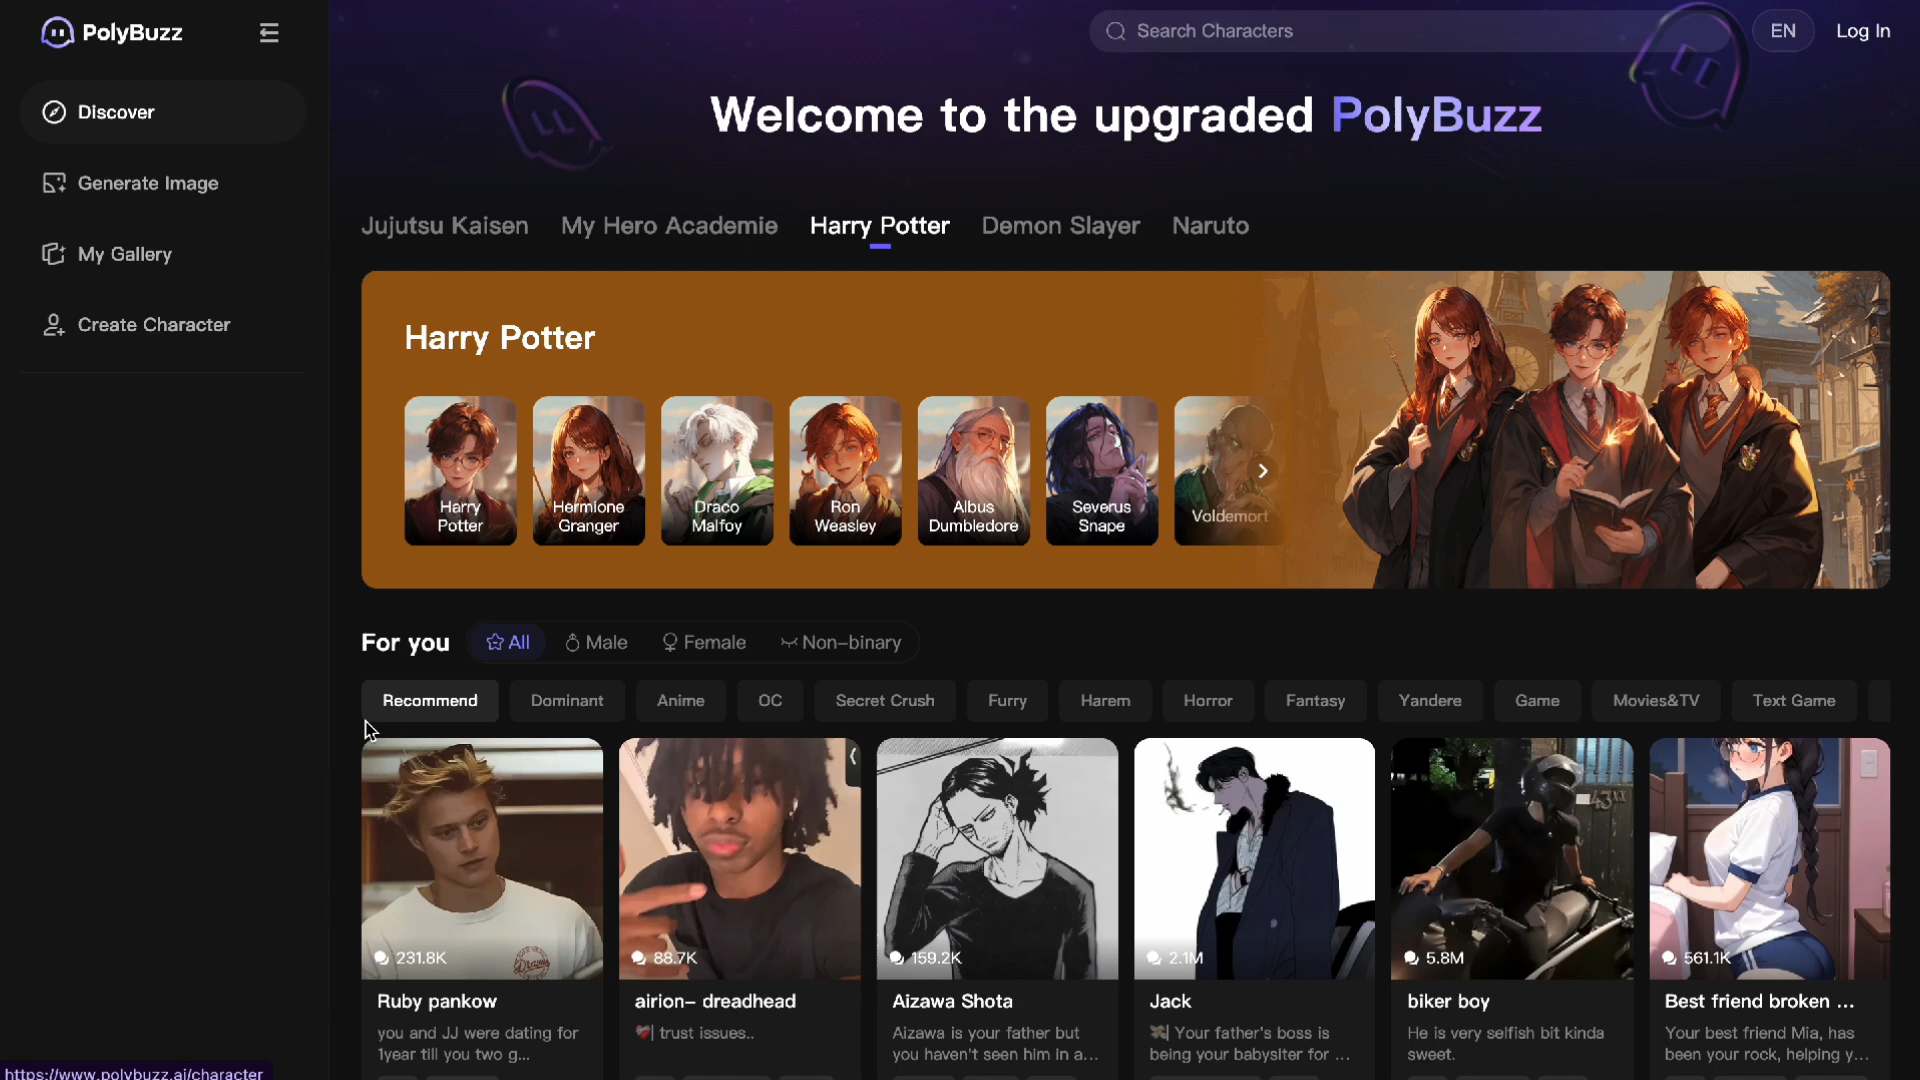 PolyBuzz
Search Characters
EN
Log In
Discover
Generate Image
My Gallery
Create Character
Welcome to the upgraded PolyBuzz
Jujutsu Kaisen
My Hero Academie
Harry Potter
Demon Slayer
Naruto
Harry Potter
Harry
Potter
Hermione
Granger
Draco
Malfoy
Ron
Weasley
Albus
Dumbledore
Severus
Snape
Voldemort
For you
All
Male
Female
Non-binary
Recommend
Dominant
Anime
OC
Secret Crush
Furry
Harem
Horror
Fantasy
Yandere
Game
Movies&TV
Text Game
231.8K
88.7K
159.2K
2.1M
5.8M
561.1K
Ruby pankow
you and JJ were dating for
1year till you two g...
airion- dreadhead
❤️‍🩹| trust issues..
Aizawa Shota
Aizawa is your father but
you haven't seen him in a...
Jack
| Your father's boss is
being your babysiter for ...
biker boy
He is very selfish bit kinda
sweet.
Best friend broken ...
Your best friend Mia, has
been your rock, helping y...
https://www.polybuzz.ai/character